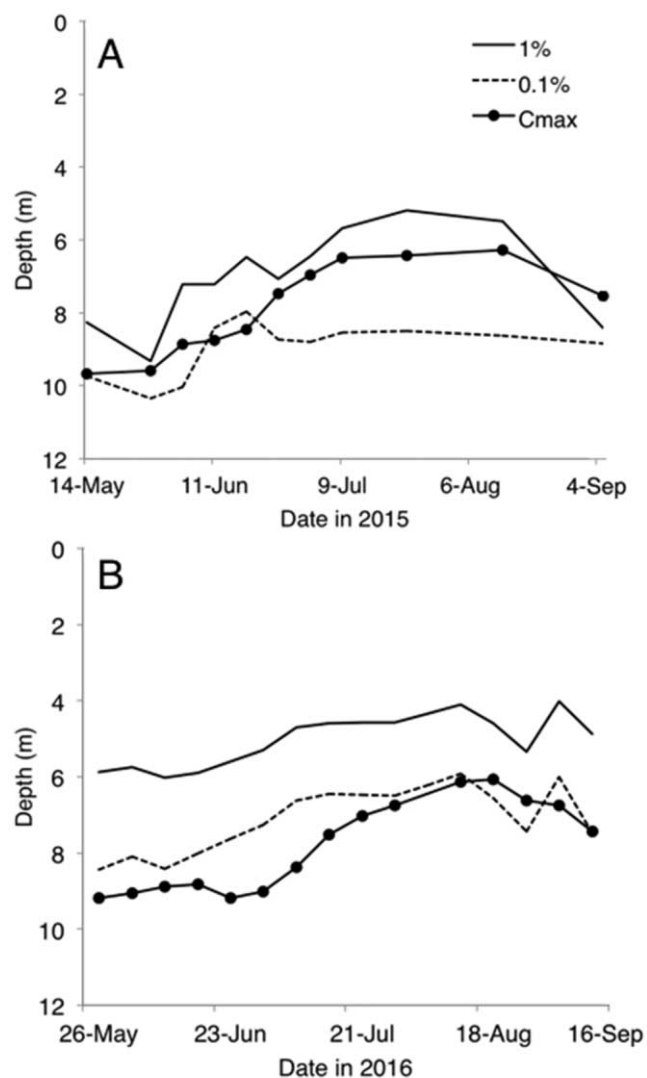 A
1%
0.1%
Cmax
0
2
4
6
8
10
12
Depth (m)
14-May 11-Jun 9-Jul 6-Aug 4-Sep
Date in 2015
B
0
2
4
6
8
10
12
Depth (m)
26-May 23-Jun 21-Jul 18-Aug 16-Sep
Date in 2016